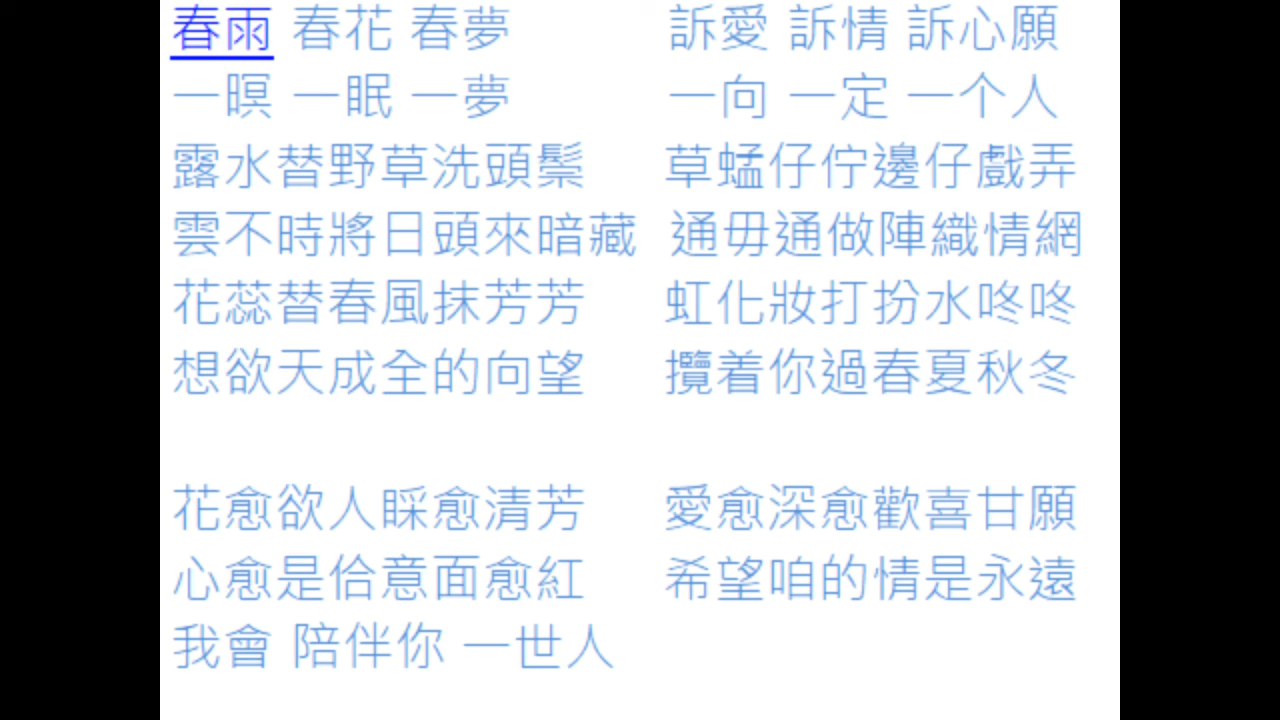 春雨 春花 春夢
一暝 一眠 一夢
露水替野草洗頭鬃
雲不時將日頭來暗藏
花蕊替春風抹芳芳
想欲天成全的向望
花愈欲人睬愈清芳
心愈是佮意面愈紅
我會 陪伴你 一世人
訴愛 訴情 訴心願
一向 一定 一个人
草蜢仔佇邊仔戲弄
通毋通做陣織情網
虹化妝打扮水咚咚
攬着你過春夏秋冬
愛愈深愈歡喜甘願
希望咱的情是永遠